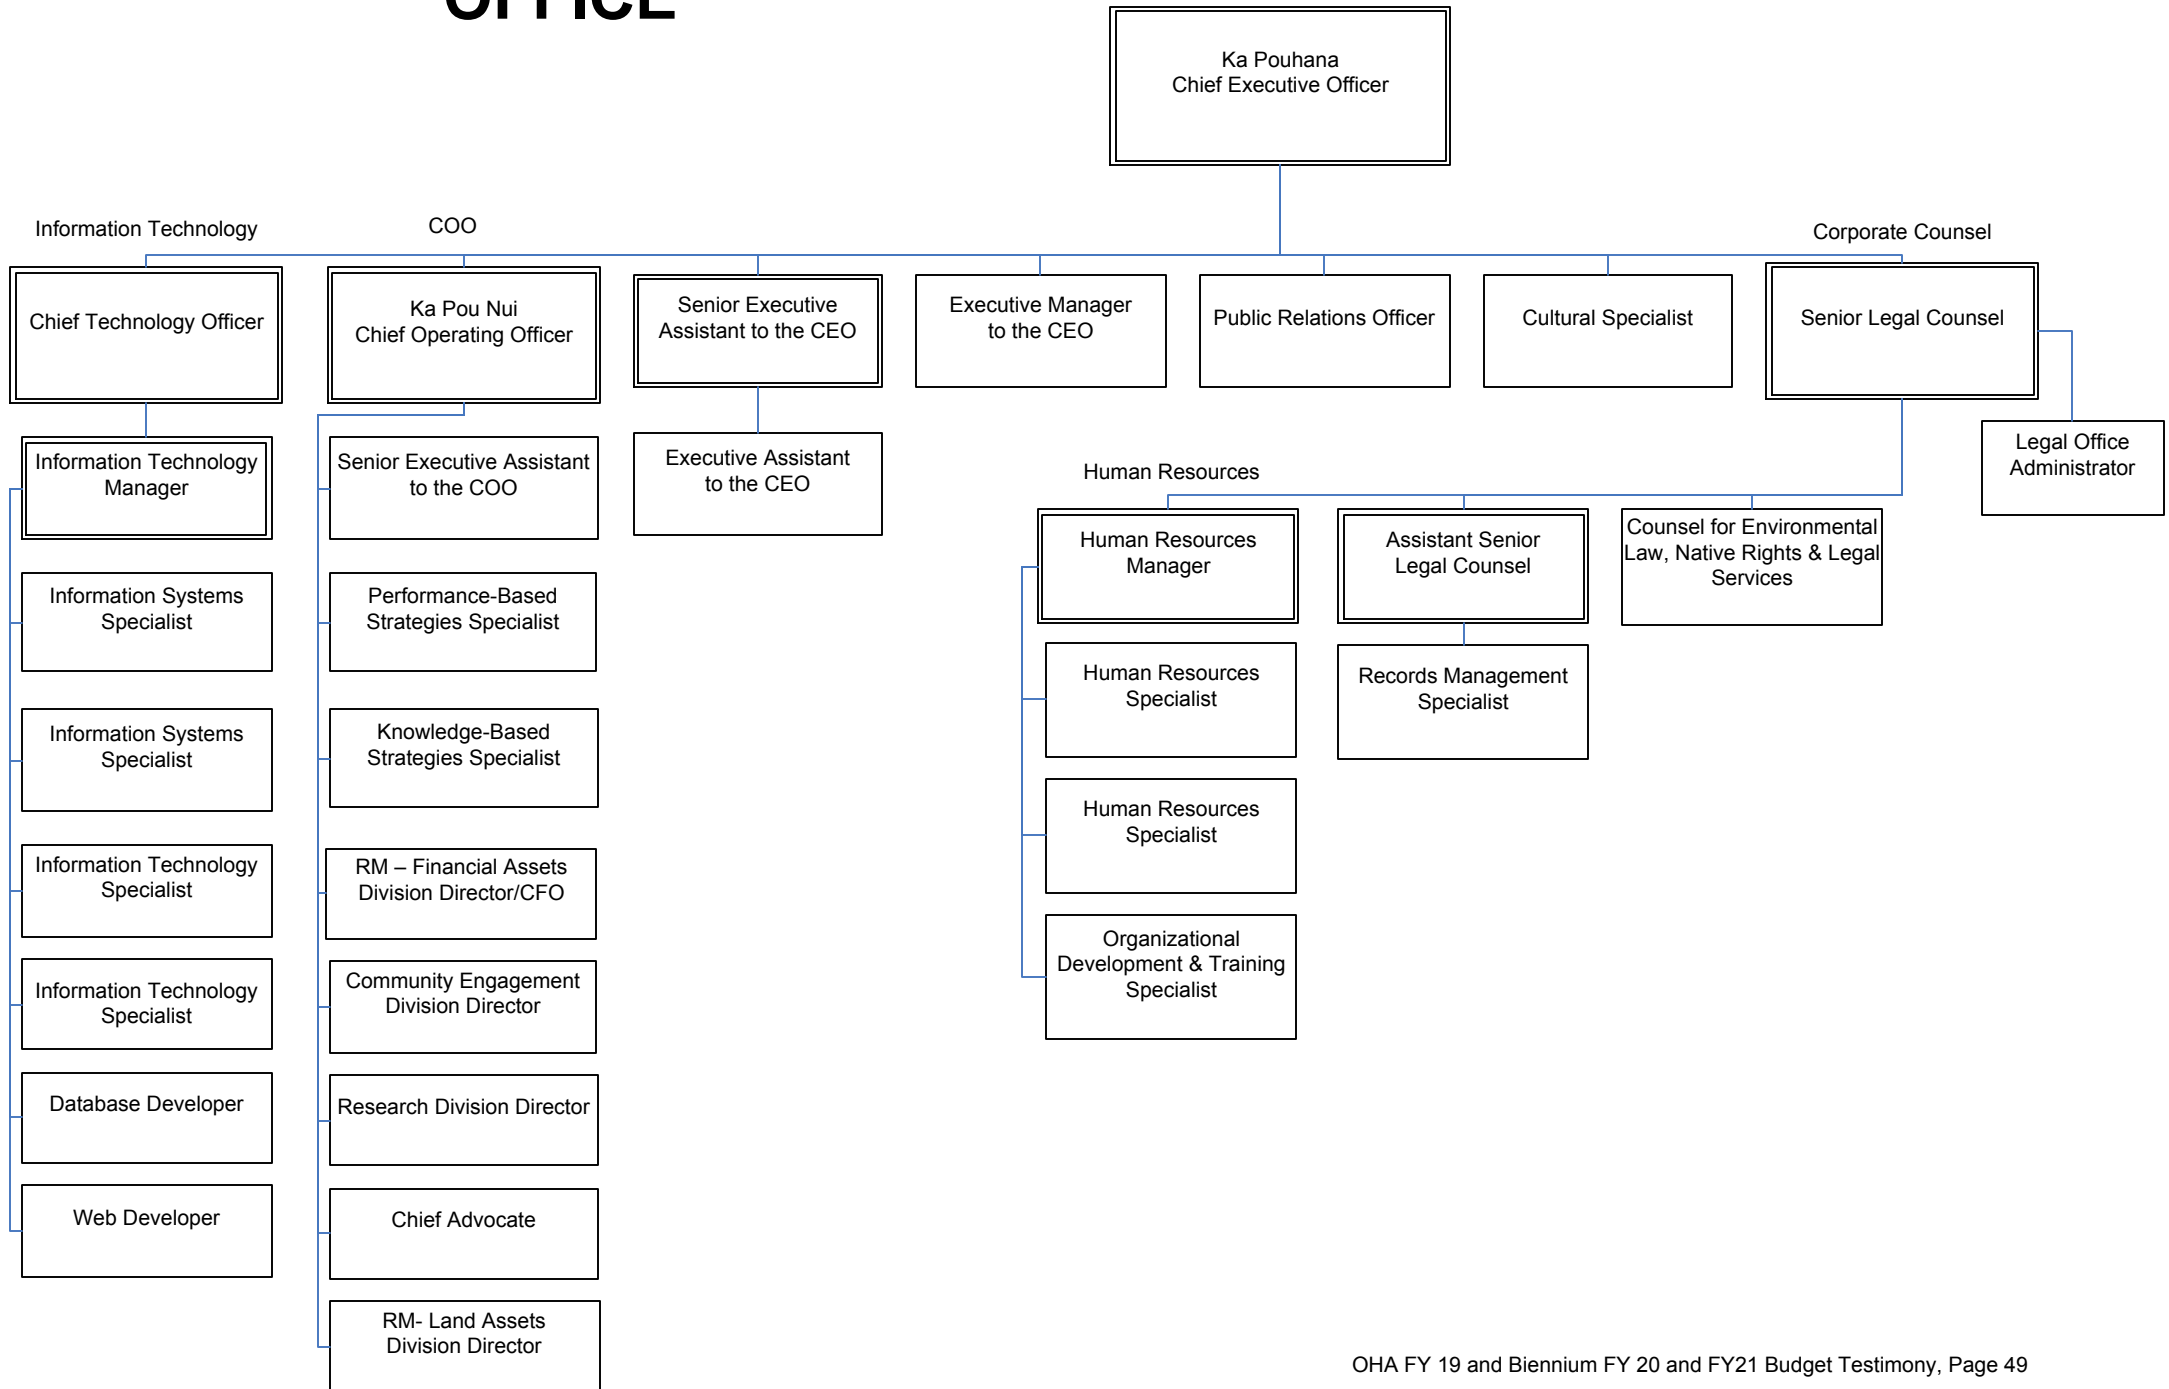 OFFICE
Ka Pouhana
Chief Executive Officer
Information Technology
COO
Corporate Counsel
Chief Technology Officer
Ka Pou Nui
Chief Operating Officer
Senior Executive
Assistant to the CEO
Executive Manager
to the CEO
Public Relations Officer
Cultural Specialist
Senior Legal Counsel
Information Technology
Manager
Senior Executive Assistant
to the COO
Executive Assistant
to the CEO
Human Resources
Legal Office
Administrator
Human Resources
Manager
Assistant Senior
Legal Counsel
Counsel for Environmental
Law, Native Rights & Legal
Services
Information Systems
Specialist
Performance-Based
Strategies Specialist
Human Resources
Specialist
Records Management
Specialist
Information Systems
Specialist
Knowledge-Based
Strategies Specialist
Human Resources
Specialist
Information Technology
Specialist
RM – Financial Assets
Division Director/CFO
Organizational
Development & Training
Specialist
Information Technology
Specialist
Community Engagement
Division Director
Database Developer
Research Division Director
Web Developer
Chief Advocate
RM- Land Assets
Division Director
OHA FY 19 and Biennium FY 20 and FY21 Budget Testimony, Page 49